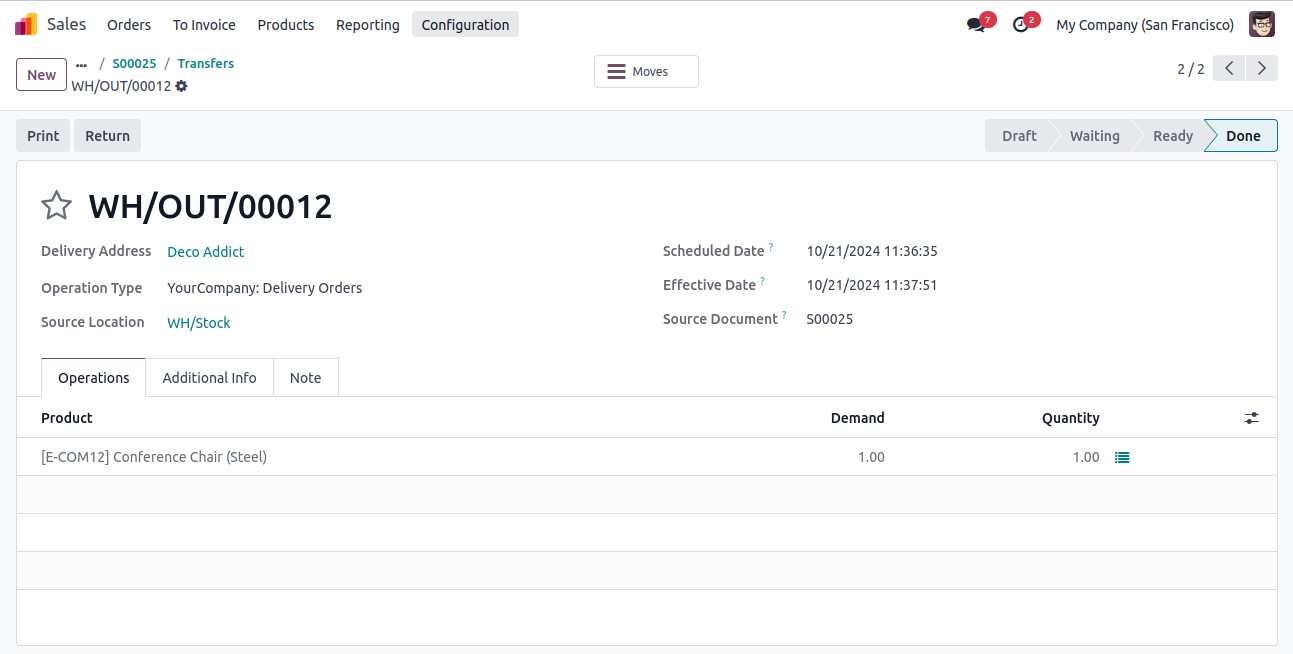 Sales Orders To Invoice Products Reporting Configuration 7 2 My Company (San Francisco)
New ... / S00025 / Transfers Moves 2 / 2
WH/OUT/00012
Print Return Draft Waiting Ready Done
WH/OUT/00012
Delivery Address Deco Addict Scheduled Date ? 10/21/2024 11:36:35
Operation Type YourCompany: Delivery Orders Effective Date ? 10/21/2024 11:37:51
Source Location WH/Stock Source Document ? S00025
Operations Additional Info Note
Product Demand Quantity
[E-COM12] Conference Chair (Steel) 1.00 1.00